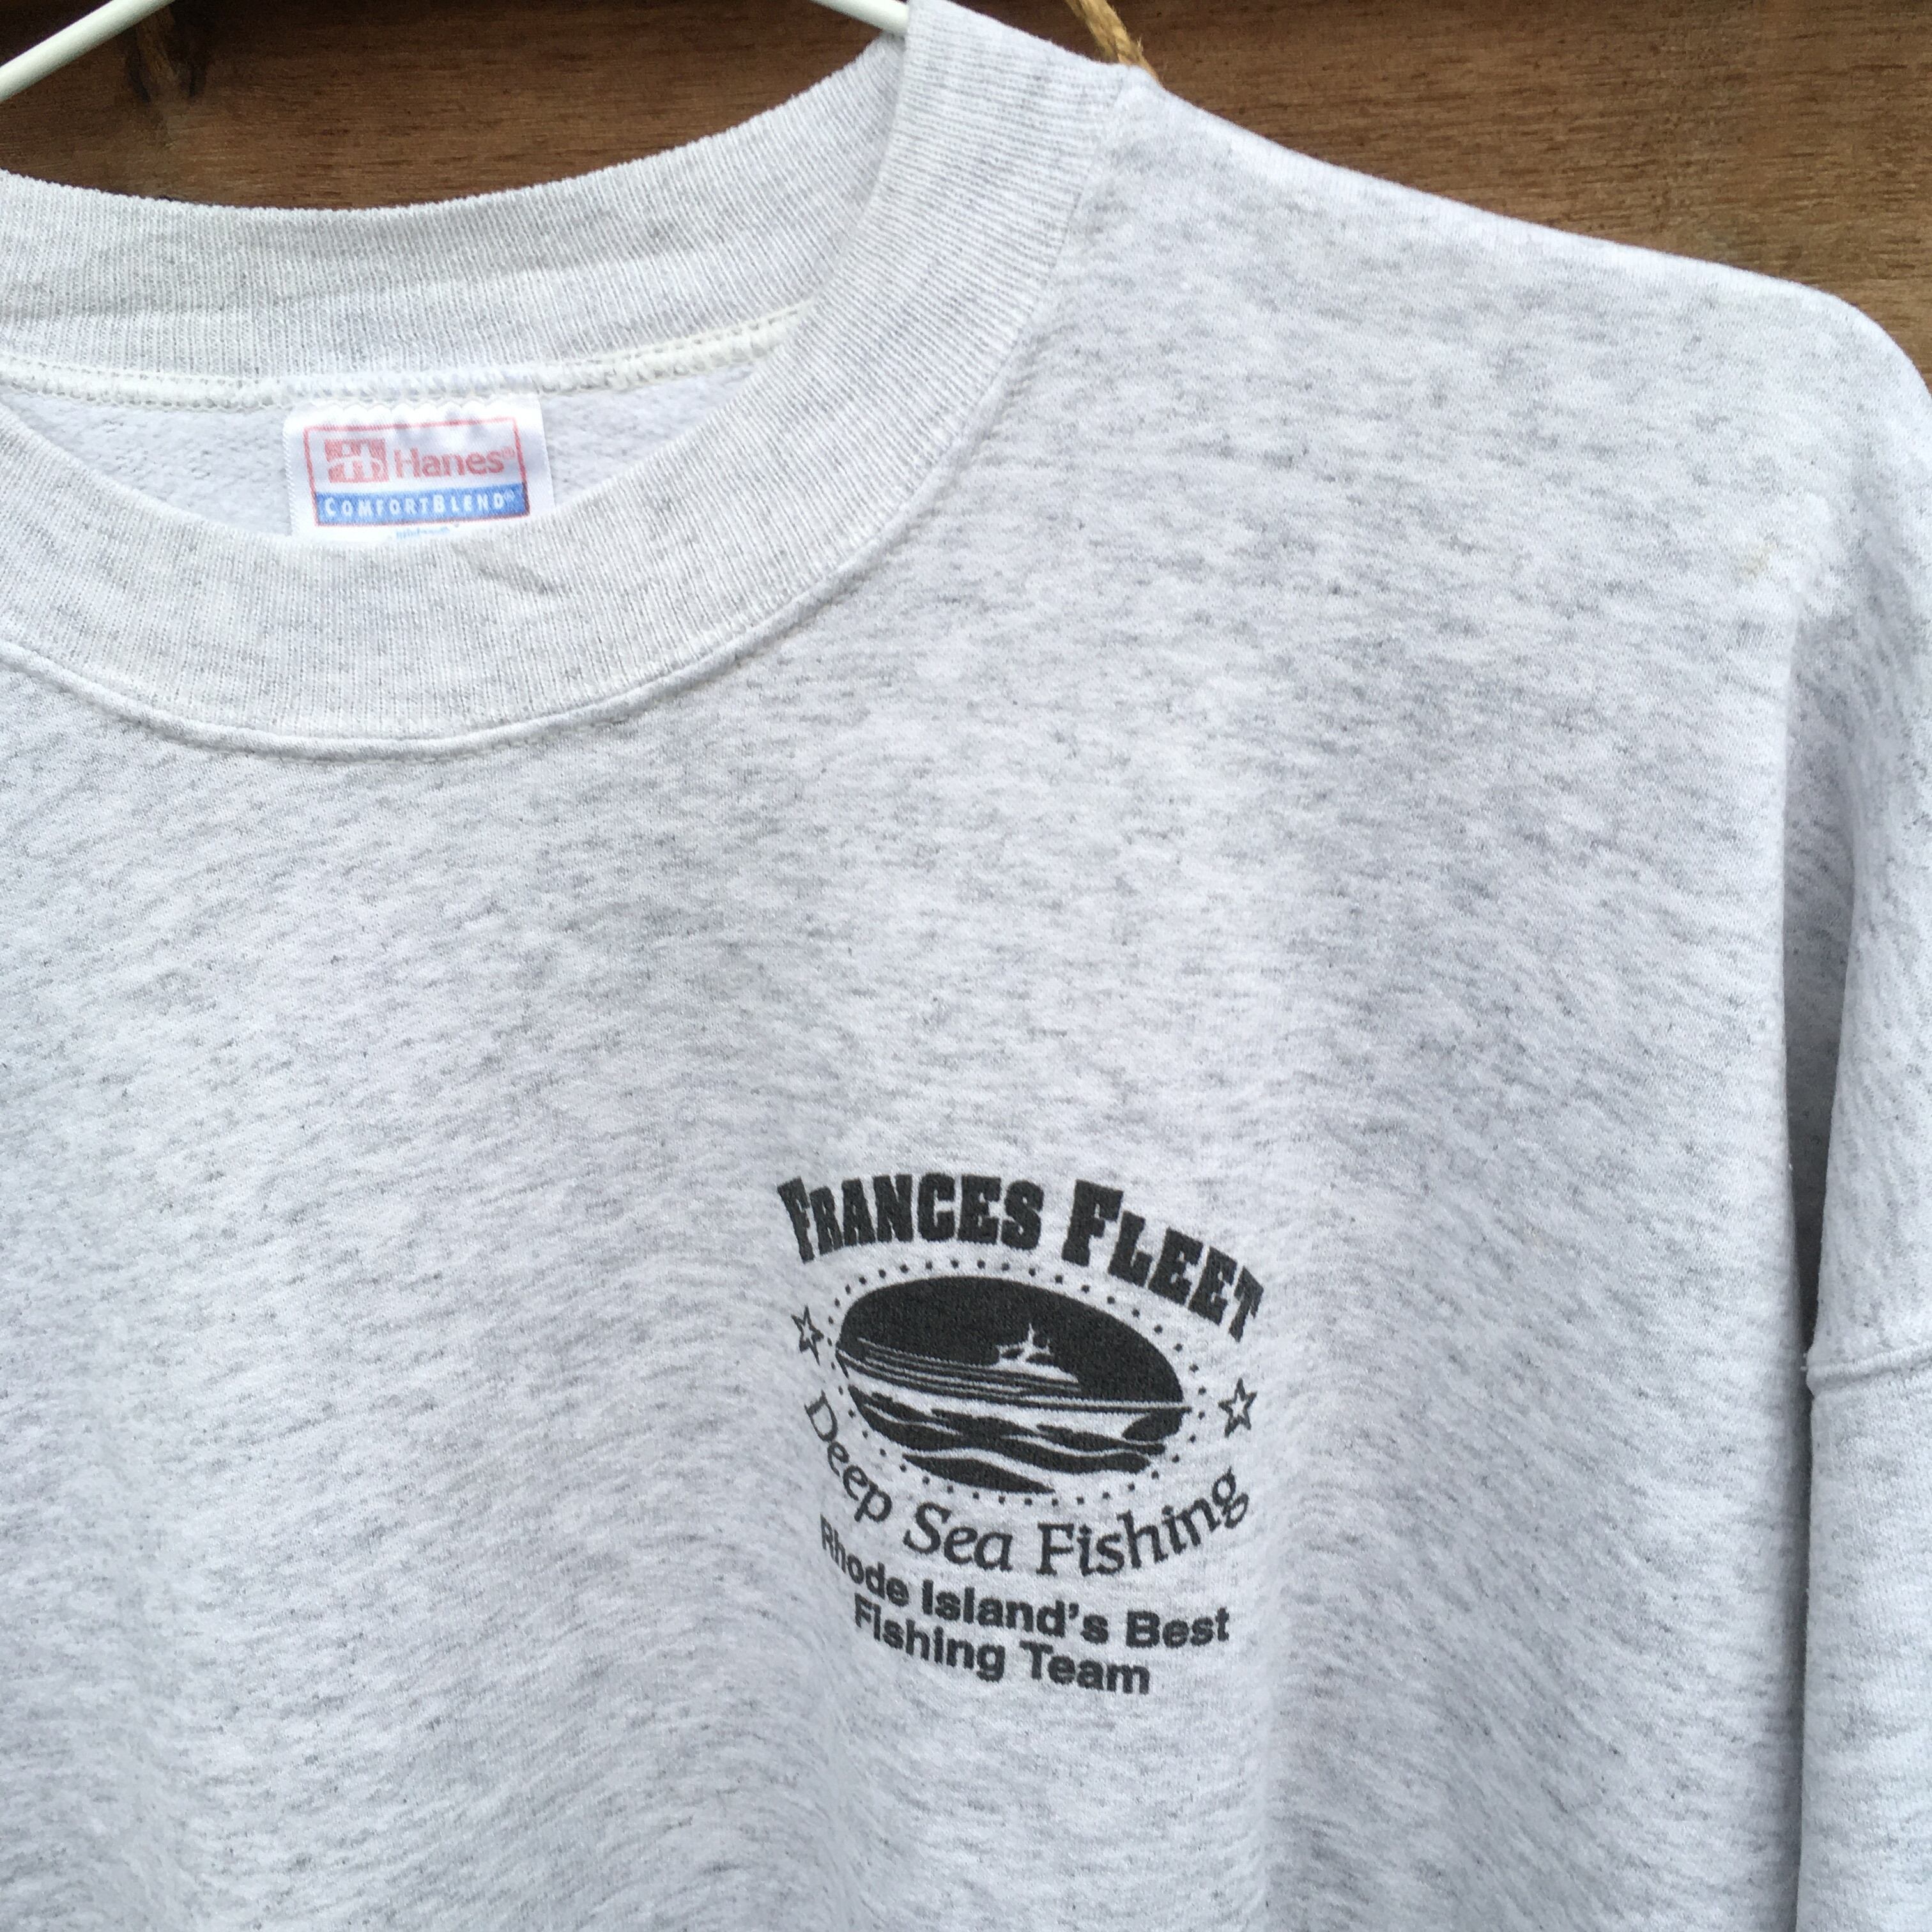 Hanes®
COMFORTBLEND®
FRANCES FLEET
Deep Sea Fishing
Rhode Island's Best
Fishing Team